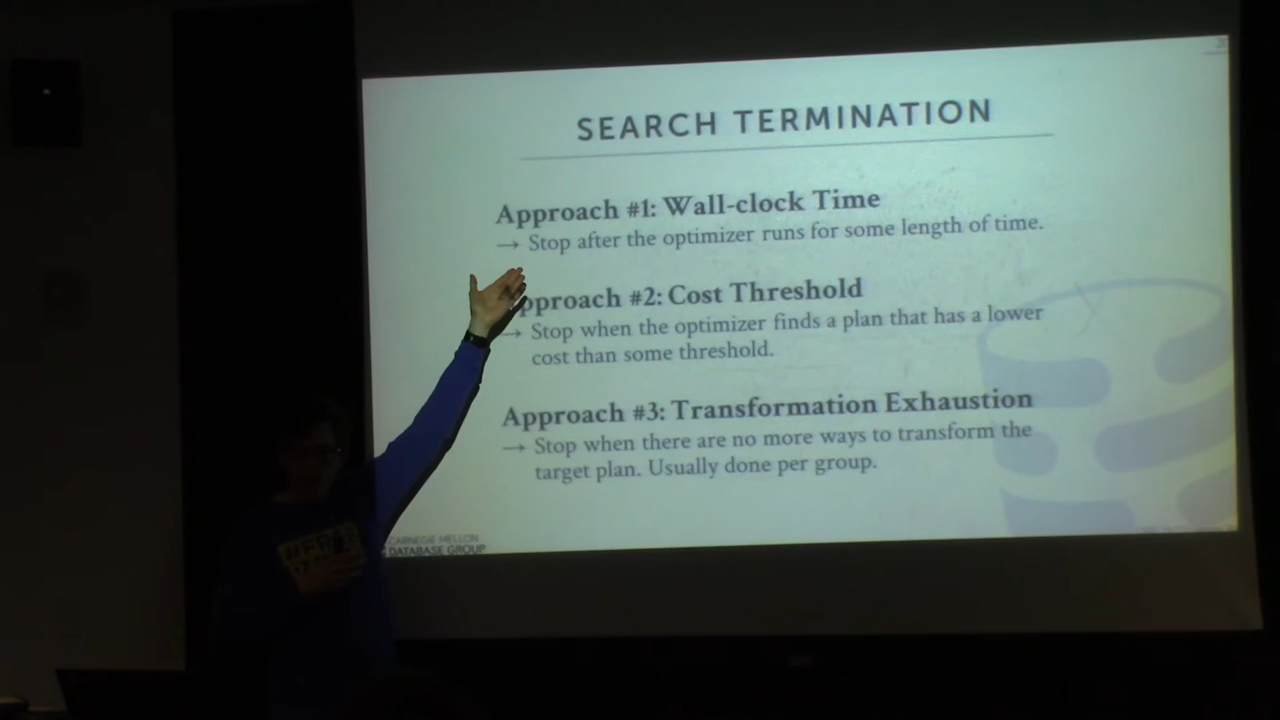 SEARCH TERMINATION
Approach #1: Wall-clock Time
→ Stop after the optimizer runs for some length of time.
pproach #2: Cost Threshold
→ Stop when the optimizer finds a plan that has a lower
cost than some threshold.
Approach #3: Transformation Exhaustion
→ Stop when there are no more ways to transform the
target plan. Usually done per group.
CARNEGIE MELLON
DATABASE GROUP